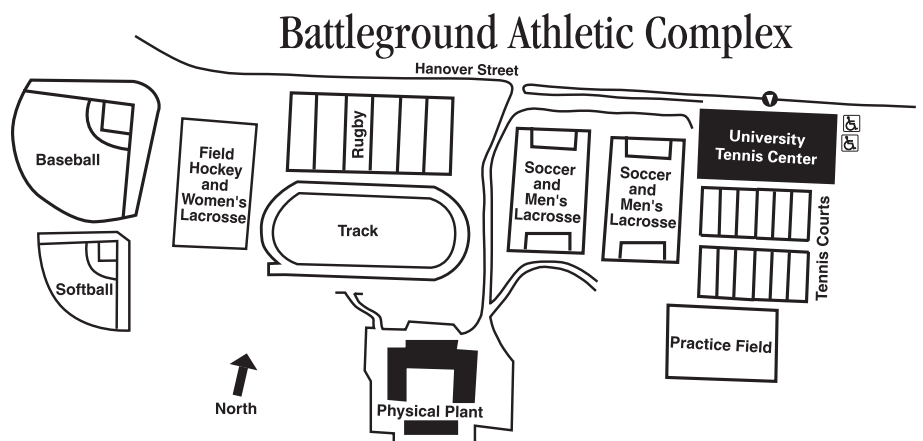 Battleground Athletic Complex
Hanover Street
Baseball
Field
Hockey
and
Women's
Lacrosse
Rugby
Track
Soccer
and
Men's
Lacrosse
Soccer
and
Men's
Lacrosse
University
Tennis Center
Tennis Courts
Softball
Practice Field
North
Physical Plant